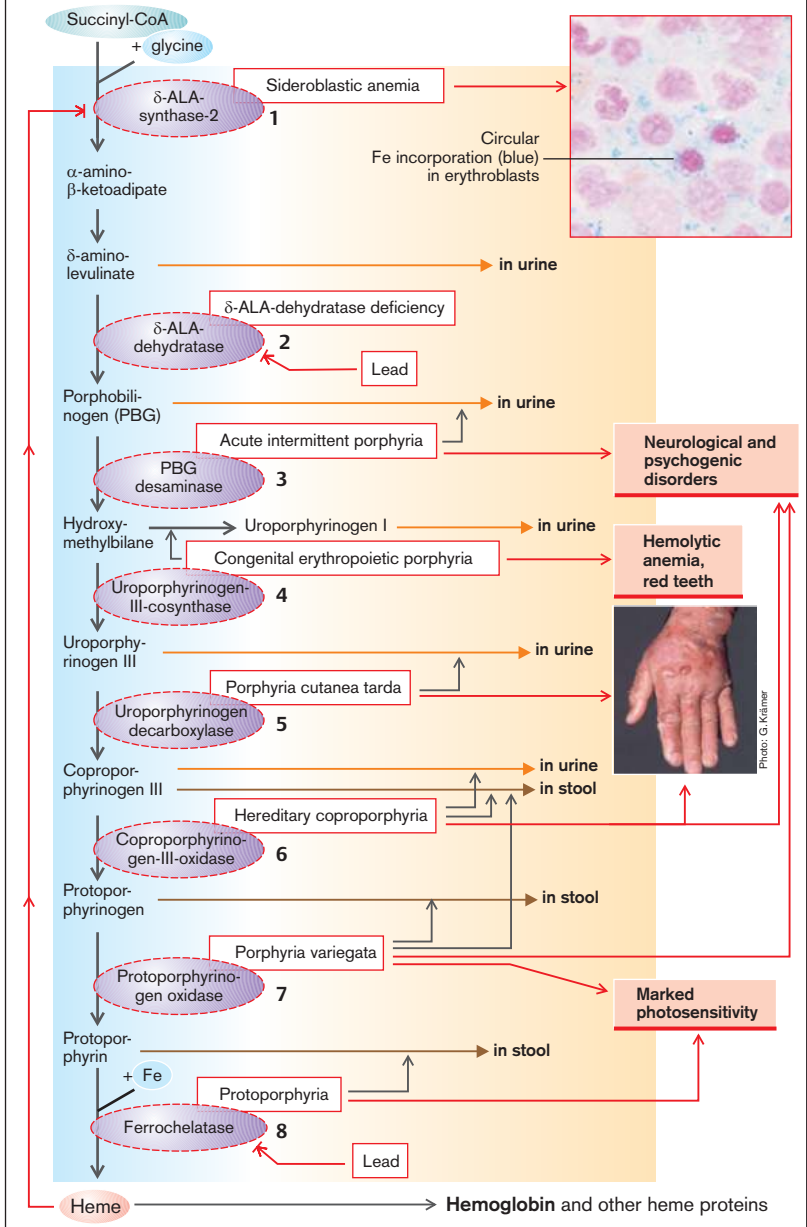 Succinyl-CoA
+ glycine
δ-ALA-
synthase-2
1
Sideroblastic anemia
Circular
Fe incorporation (blue)
in erythroblasts
α-amino-
β-ketoadipate
δ-amino-
levulinate
in urine
δ-ALA-dehydratase deficiency
δ-ALA-
dehydratase
2
Lead
Porphobili-
nogen (PBG)
in urine
Acute intermittent porphyria
PBG
desaminase
3
Neurological and
psychogenic
disorders
Hydroxy-
methylbilane
Uroporphyrinogen I
in urine
Congenital erythropoietic porphyria
Hemolytic
anemia,
red teeth
Uroporphyrinogen-
III-cosynthase
4
Uroporphy-
rinogen III
in urine
Porphyria cutanea tarda
Uroporphyrinogen
decarboxylase
5
Photo: G.Krämer
Copropor-
phyrinogen III
in urine
in stool
Hereditary coproporphyria
Coproporphyrino-
gen-III-oxidase
6
Protopor-
phyrinogen
in stool
Porphyria variegata
Protoporphyrino-
gen oxidase
7
Marked
photosensitivity
Protopor-
phyrin
in stool
+ Fe
Protoporphyria
Ferrochelatase
8
Lead
Heme
Hemoglobin and other heme proteins